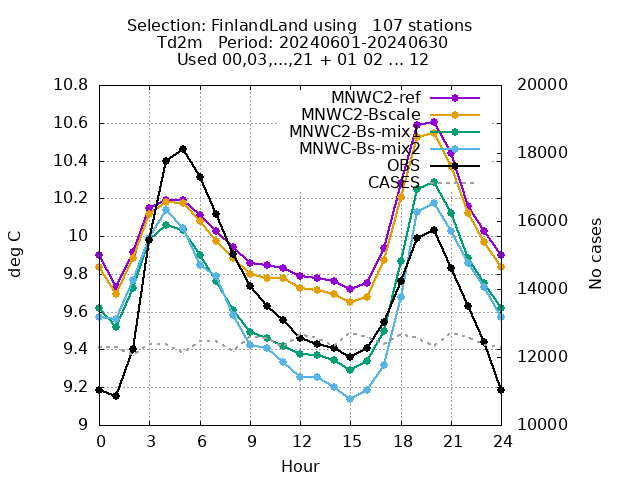 Selection: FinlandLand using   107 stations
Td2m   Period: 20240601-20240630
Used 00,03,...,21 + 01 02 ... 12
10.8
10.6
10.4
10.2
10
9.8
9.6
9.4
9.2
9
deg C
MNWC2-ref
MNWC2-Bscale
MNWC2-Bs-mix1
MNWC-Bs-mix2
OBS
CASES
20000
18000
16000
14000
12000
10000
No cases
0 3 6 9 12 15 18 21 24
Hour